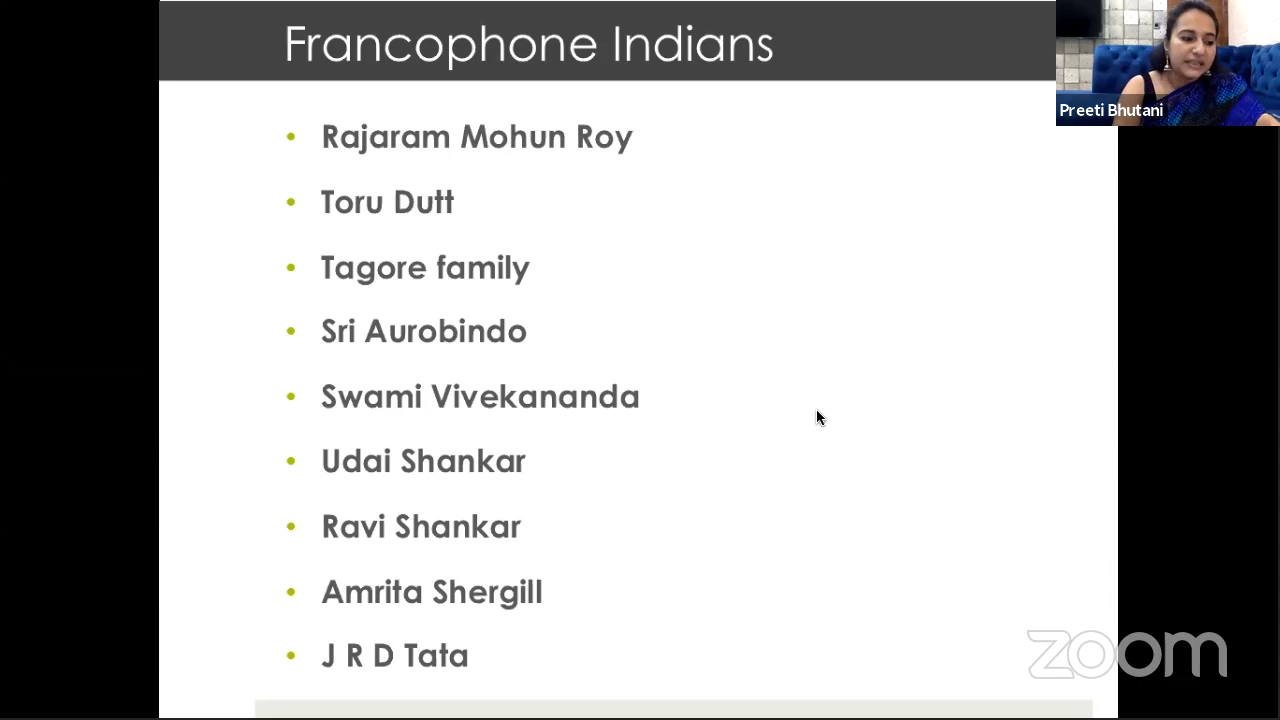 Francophone Indians
Preeti Bhutani
• Rajaram Mohun Roy
• Toru Dutt
• Tagore family
• Sri Aurobindo
• Swami Vivekananda
• Udai Shankar
• Ravi Shankar
• Amrita Shergill
• J R D Tata
zoom